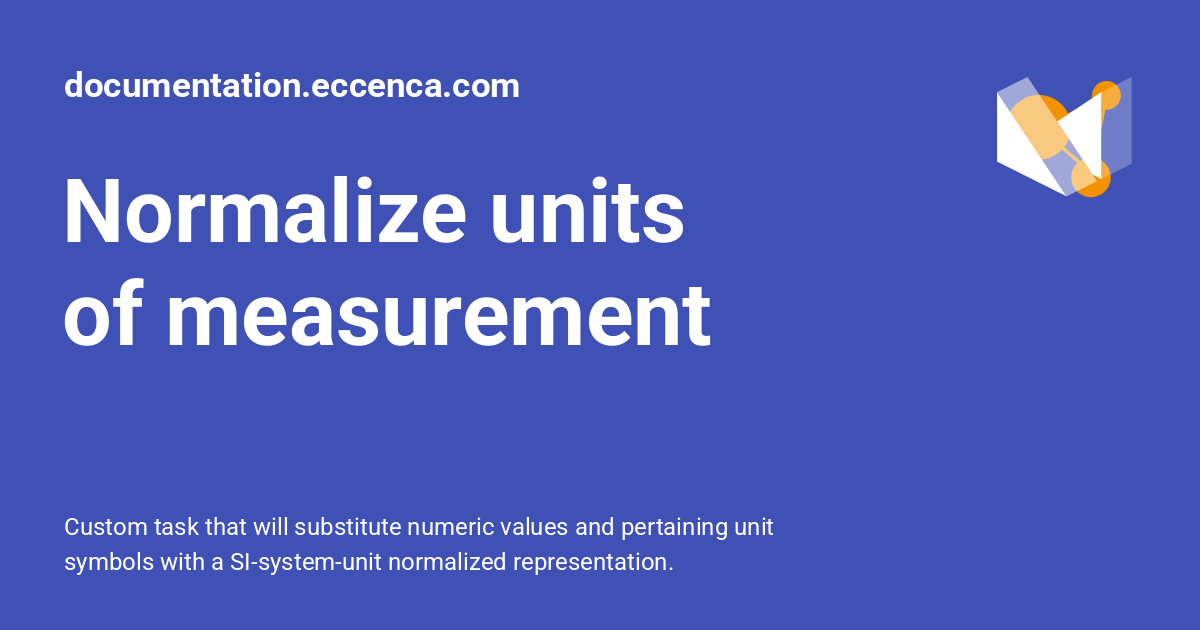 documentation.eccenca.com
Normalize units
of measurement
Custom task that will substitute numeric values and pertaining unit
symbols with a SI-system-unit normalized representation.